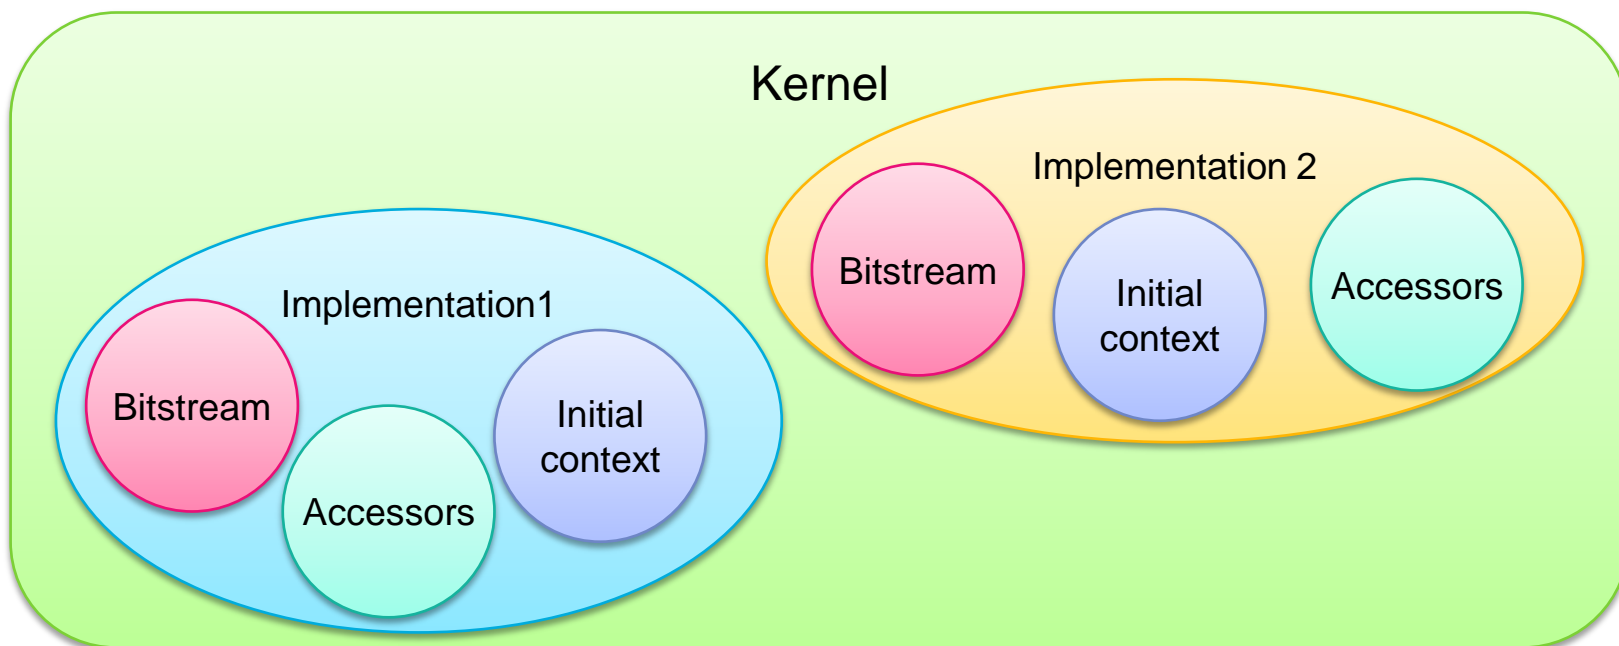 Kernel
Implementation1
Bitstream
Accessors
Initial
context
Implementation 2
Bitstream
Initial
context
Accessors